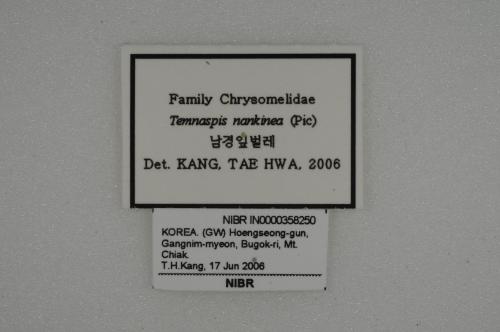 Family Chrysomelidae
Temnaspis nankinea (Pic)
남경잎벌레
Det. KANG, TAE HWA, 2006
NIBR IN0000358250
KOREA. (GW) Hoengseong-gun,
Gangnim-myeon, Bugok-ri, Mt.
Chiak.
T.H.Kang, 17 Jun 2006
NIBR